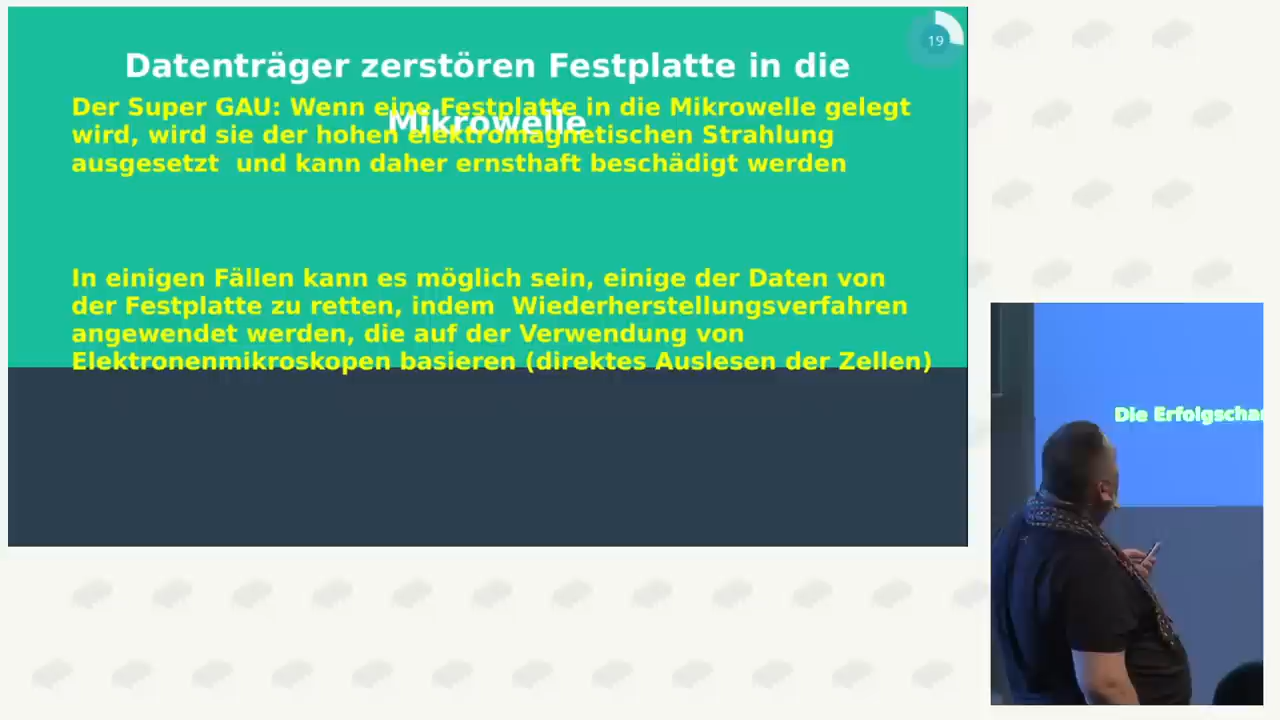 19
Datenträger zerstören Festplatte in die
Mikrowelle
Der Super GAU: Wenn eine Festplatte in die Mikrowelle gelegt
wird, wird sie der hohen elektromagnetischen Strahlung
ausgesetzt  und kann daher ernsthaft beschädigt werden
In einigen Fällen kann es möglich sein, einige der Daten von
der Festplatte zu retten, indem  Wiederherstellungsverfahren
angewendet werden, die auf der Verwendung von
Elektronenmikroskopen basieren (direktes Auslesen der Zellen)
Die Erfolgscha